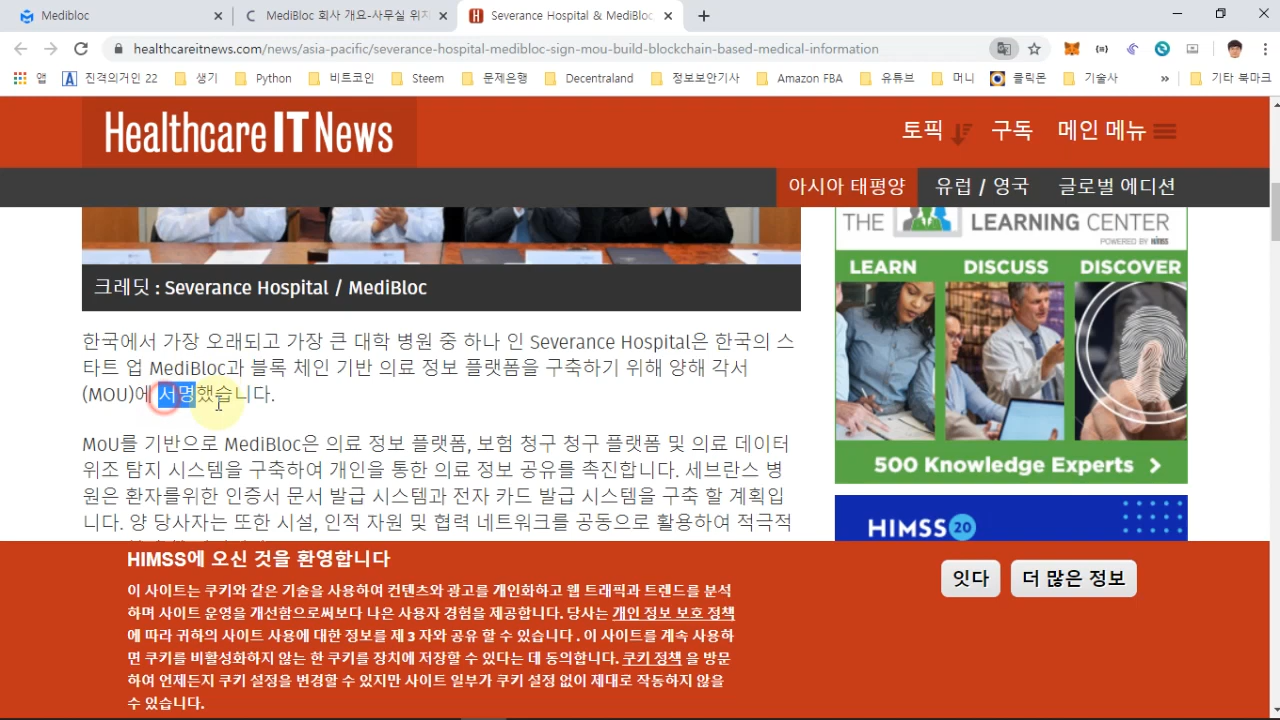 Medibloc
MediBloc 회사 개요-사무실 위치
Severance Hospital & MediBloc
healthcareitnews.com/news/asia-pacific/severance-hospital-medibloc-sign-mou-build-blockchain-based-medical-information
앱 진격의거인 22 생기 Python 비트코인 Steem 문제은행 Decentraland 정보보안기사 Amazon FBA 유튜브 머니 클릭몬 기술사 » 기타 북마크
Healthcare IT News
토픽 구독 메인 메뉴
아시아 태평양 유럽 / 영국 글로벌 에디션
크레딧 : Severance Hospital / MediBloc
한국에서 가장 오래되고 가장 큰 대학 병원 중 하나 인 Severance Hospital은 한국의 스
타트 업 MediBloc과 블록 체인 기반 의료 정보 플랫폼을 구축하기 위해 양해 각서
(MOU)에 서명했습니다.
MoU를 기반으로 MediBloc은 의료 정보 플랫폼, 보험 청구 청구 플랫폼 및 의료 데이터
위조 탐지 시스템을 구축하여 개인을 통한 의료 정보 공유를 촉진합니다. 세브란스 병
원은 환자를위한 인증서 문서 발급 시스템과 전자 카드 발급 시스템을 구축 할 계획입
니다. 양 당사자는 또한 시설, 인적 자원 및 협력 네트워크를 공동으로 활용하여 적극적
THE LEARNING CENTER
POWERED BY HIMSS
LEARN DISCUSS DISCOVER
500 Knowledge Experts
HIMSS 20
HIMSS에 오신 것을 환영합니다
이 사이트는 쿠키와 같은 기술을 사용하여 컨텐츠와 광고를 개인화하고 웹 트래픽과 트렌드를 분석
하며 사이트 운영을 개선함으로써보다 나은 사용자 경험을 제공합니다. 당사는 개인 정보 보호 정책
에 따라 귀하의 사이트 사용에 대한 정보를 제 3 자와 공유 할 수 있습니다 . 이 사이트를 계속 사용하
면 쿠키를 비활성화하지 않는 한 쿠키를 장치에 저장할 수 있다는 데 동의합니다. 쿠키 정책 을 방문
하여 언제든지 쿠키 설정을 변경할 수 있지만 사이트 일부가 쿠키 설정 없이 제대로 작동하지 않을
수 있습니다.
잇다 더 많은 정보